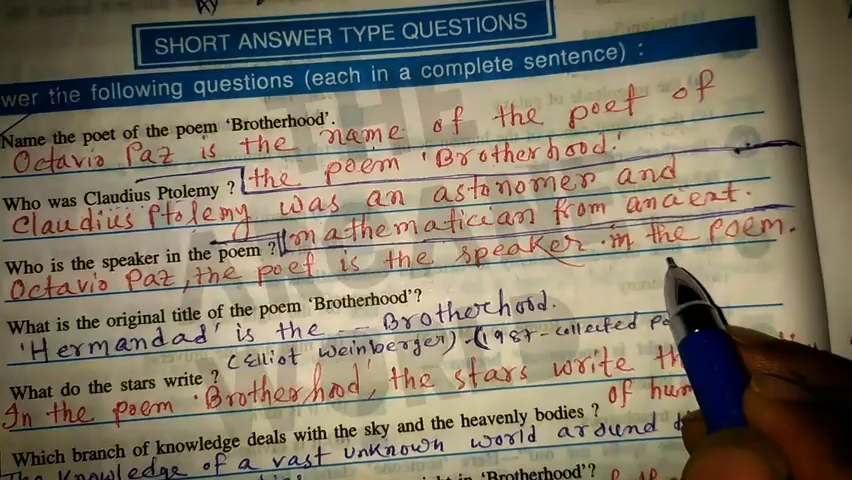 SHORT ANSWER TYPE QUESTIONS
wer the following questions (each in a complete sentence) :
Name the poet of the poem 'Brotherhood'.
Octavio Paz is the name of the poet of
the poem 'Brotherhood.'
Who was Claudius Ptolemy ?
Claudius Ptolemy was an astonomer and
mathematician from ancent.
Who is the speaker in the poem ?
Octavio Paz, the poet is the speaker in the poem.
What is the original title of the poem 'Brotherhood'?
'Hermandad' is the -- Brotherhood.
(Elliot Weinberger) - (1987 - collected
What do the stars write ?
In the poem 'Brotherhood', the stars write
of hum
Which branch of knowledge deals with the sky and the heavenly bodies ?
The Knowledge of a vast unknown world around
in 'Brotherhood'?